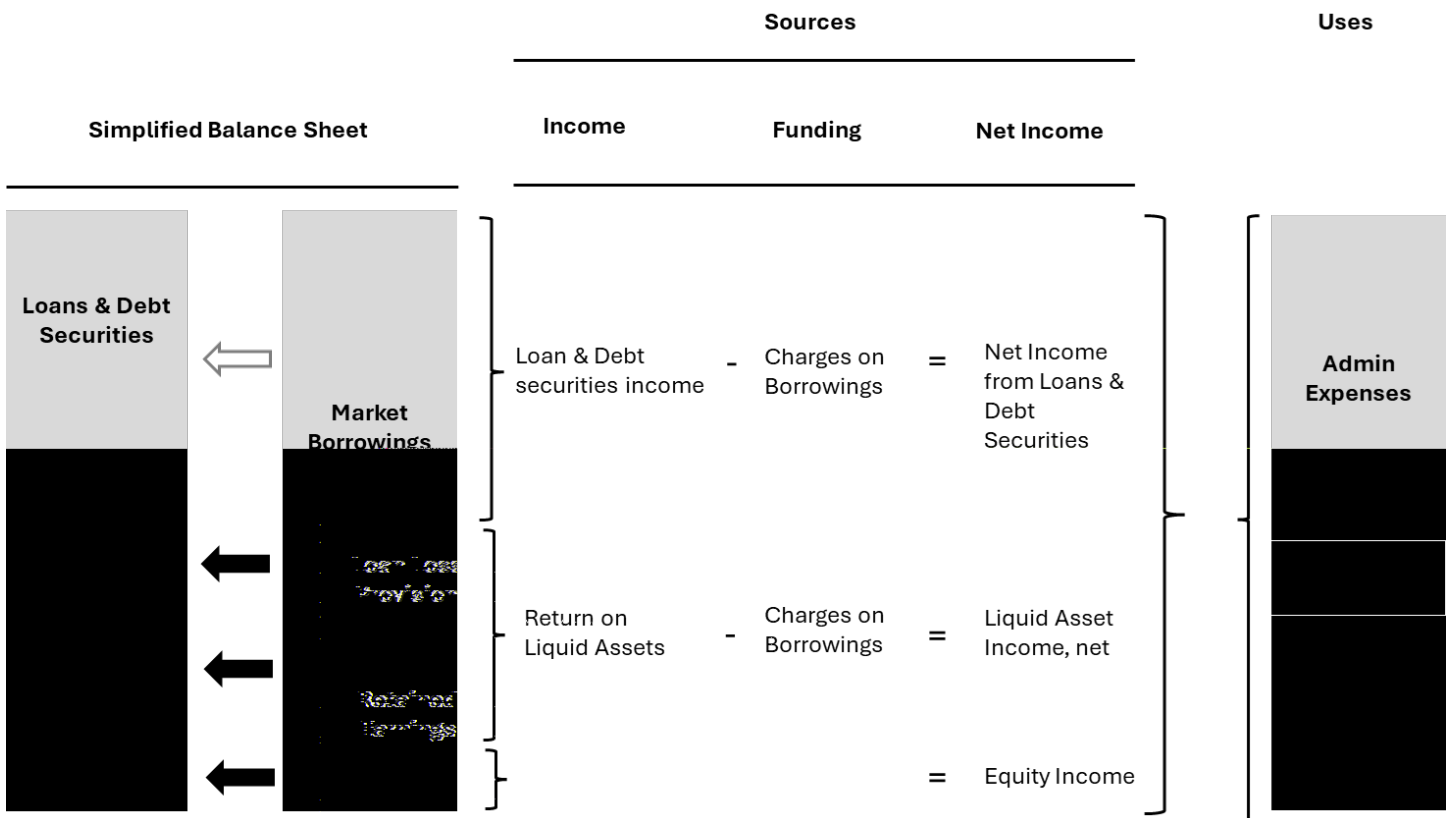 Sources
Uses
Simplified Balance Sheet
Income
Funding
Net Income
Loans & Debt
Securities
Market
Borrowings
Loan & Debt
securities income
-
Charges on
Borrowings
=
Net Income
from Loans &
Debt
Securities
Admin
Expenses
Return on
Liquid Assets
-
Charges on
Borrowings
=
Liquid Asset
Income, net
=
Equity Income